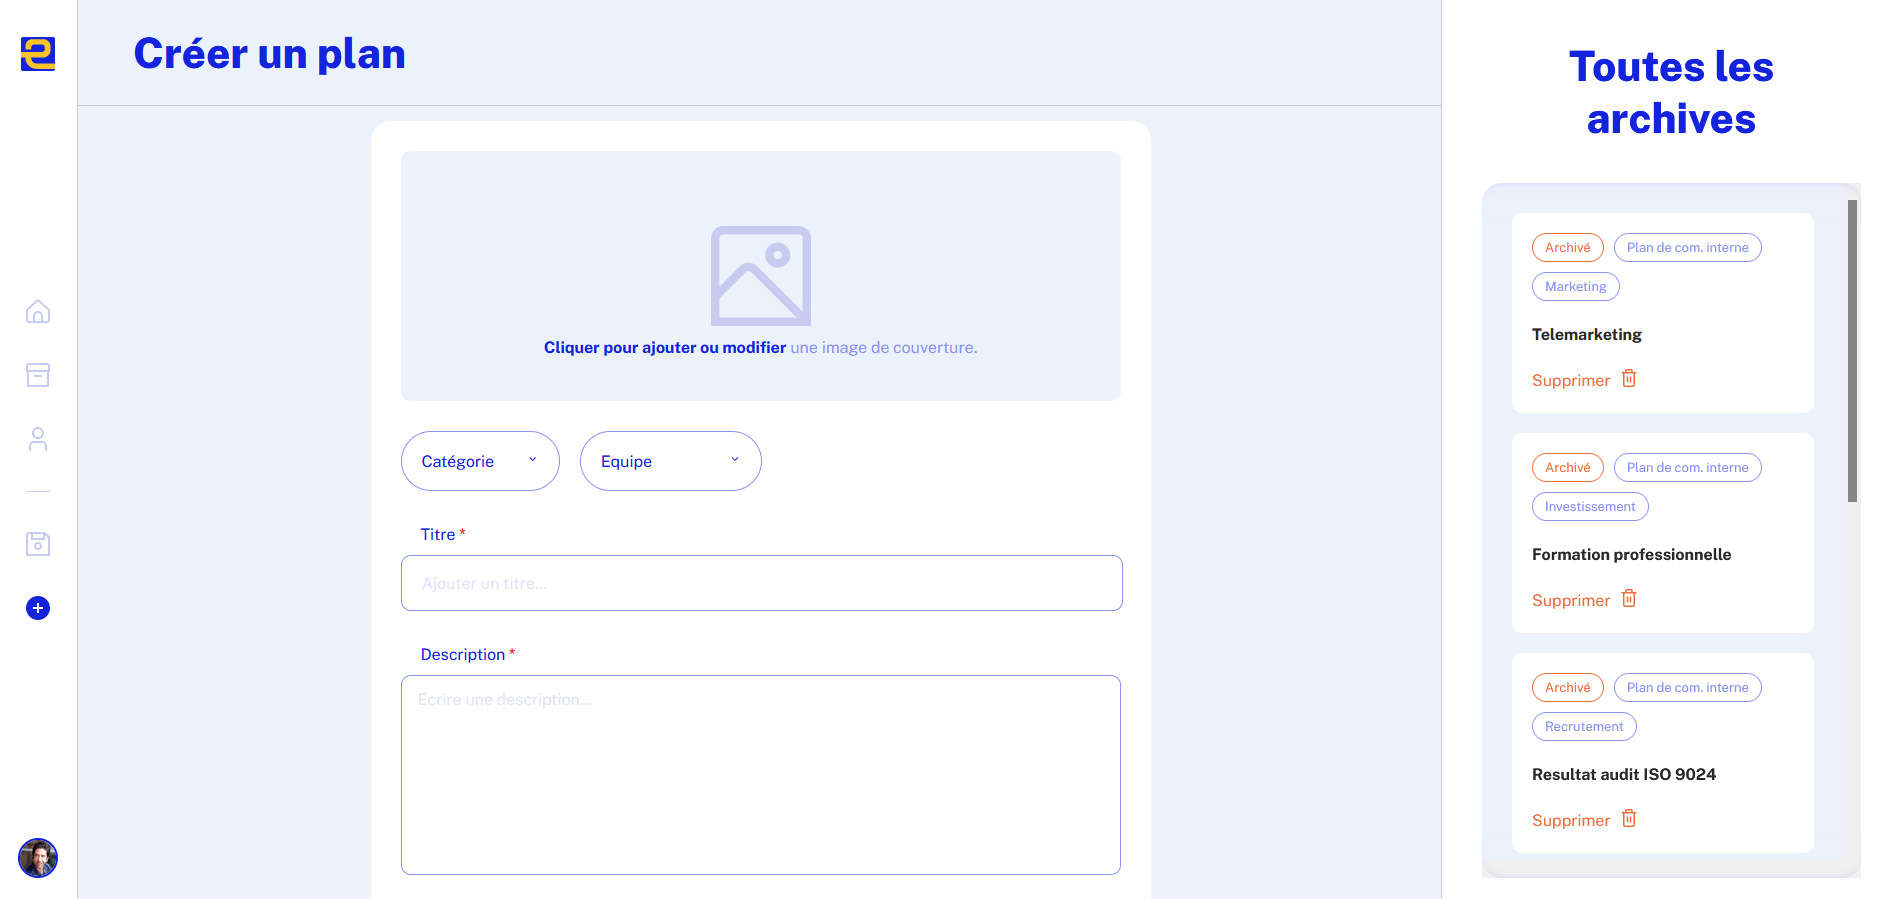 Créer un plan
Cliquer pour ajouter ou modifier une image de couverture.
Catégorie
Equipe
Titre *
Ajouter un titre...
Description *
Ecrire une description...
Toutes les
archives
Archivé
Plan de com. interne
Marketing
Telemarketing
Supprimer
Archivé
Plan de com. interne
Investissement
Formation professionnelle
Supprimer
Archivé
Plan de com. interne
Recrutement
Resultat audit ISO 9024
Supprimer